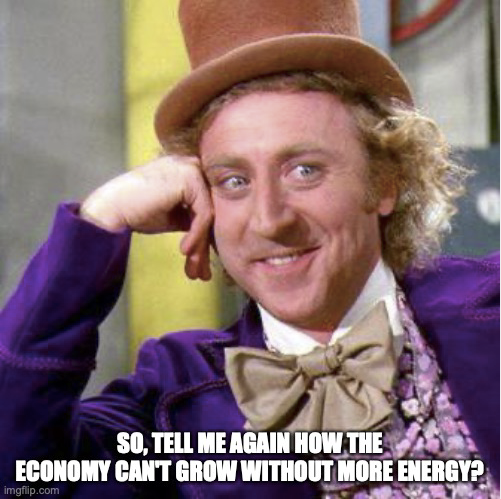 SO, TELL ME AGAIN HOW THE
ECONOMY CAN'T GROW WITHOUT MORE ENERGY?
imgflip.com